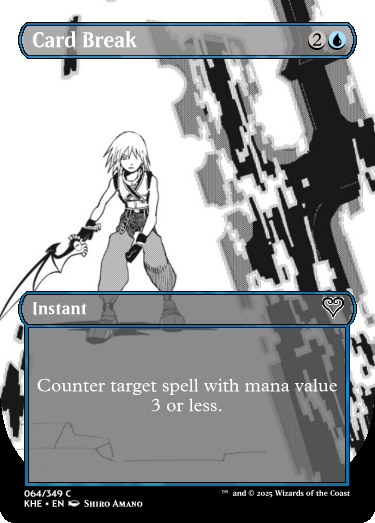 Card Break 2
Instant
Counter target spell with mana value
3 or less.
064/349 C
KHE • EN Shiro Amano
™ and © 2025 Wizards of the Coast